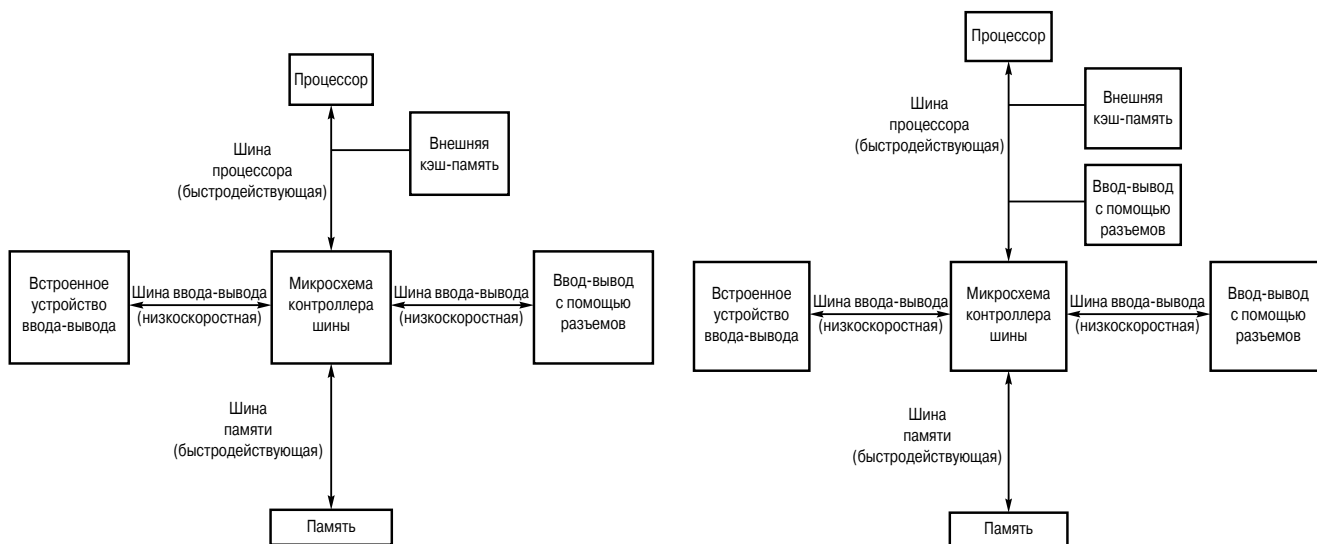 Процессор
Внешняя
кэш-память
Шина
процессора
(быстродействующая)
Встроенное
устройство
ввода-вывода
Шина ввода-вывода
(низкоскоростная)
Микросхема
контроллера
шины
Шина ввода-вывода
(низкоскоростная)
Ввод-вывод
с помощью
разъемов
Шина
памяти
(быстродействующая)
Память
Процессор
Шина
процессора
(быстродействующая)
Внешняя
кэш-память
Ввод-вывод
с помощью
разъемов
Встроенное
устройство
ввода-вывода
Шина ввода-вывода
(низкоскоростная)
Микросхема
контроллера
шины
Шина ввода-вывода
(низкоскоростная)
Ввод-вывод
с помощью
разъемов
Шина
памяти
(быстродействующая)
Память